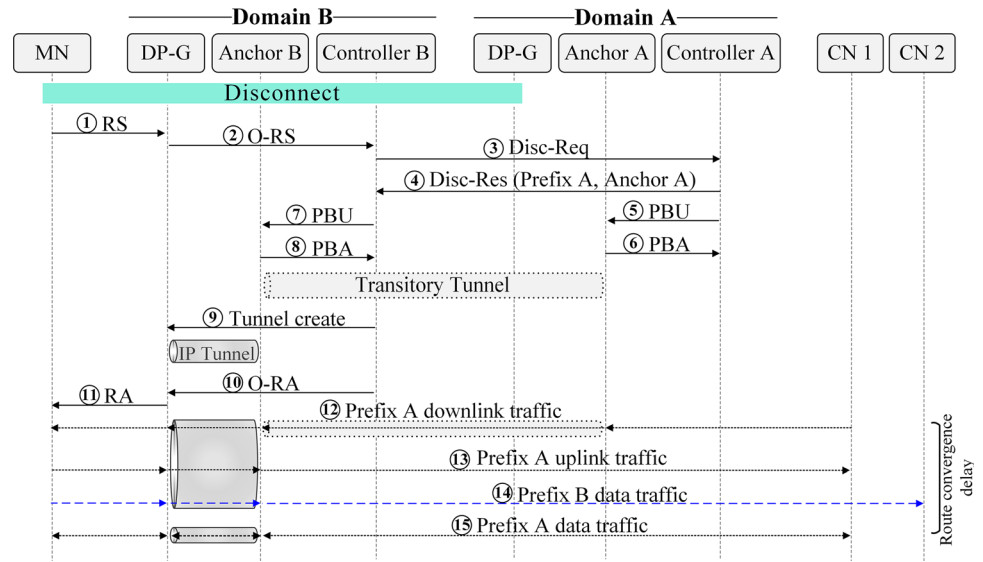 Domain B
Domain A
MN
DP-G
Anchor B
Controller B
DP-G
Anchor A
Controller A
CN 1
CN 2
Disconnect
1 RS
2 O-RS
3 Disc-Req
4 Disc-Res (Prefix A, Anchor A)
7 PBU
5 PBU
8 PBA
6 PBA
Transitory Tunnel
9 Tunnel create
IP Tunnel
10 O-RA
11 RA
12 Prefix A downlink traffic
13 Prefix A uplink traffic
14 Prefix B data traffic
15 Prefix A data traffic
Route convergence
delay